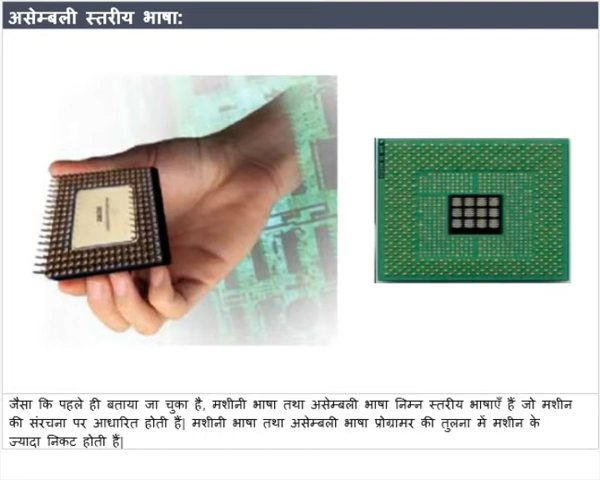 असेम्बली स्तरीय भाषा:
जैसा कि पहले ही बताया जा चुका है, मशीनी भाषा तथा असेम्बली भाषा निम्न स्तरीय भाषाएँ हैं जो मशीन
की संरचना पर आधारित होती हैं| मशीनी भाषा तथा असेम्बली भाषा प्रोग्रामर की तुलना में मशीन के
ज्यादा निकट होती हैं|